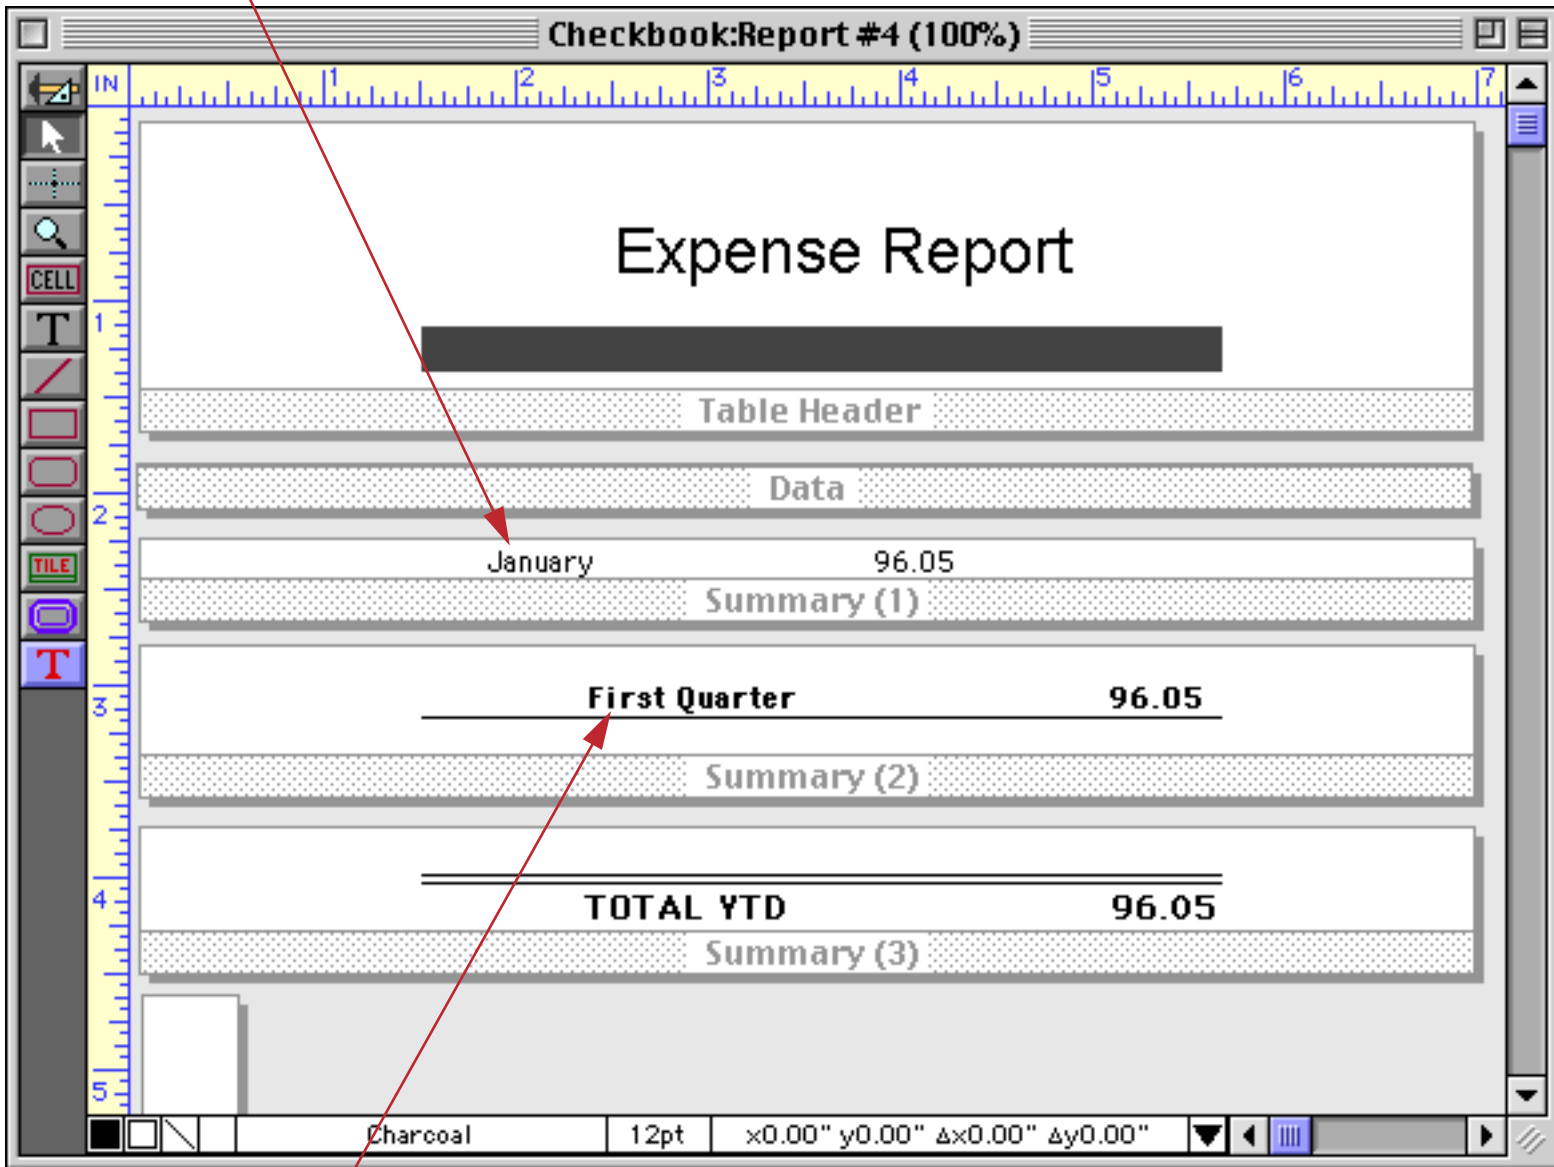 Checkbook:Report #4 (100%)
IN 1 2 3 4 5 6 7
Expense Report
CELL
T
1
Table Header
Data
2
January 96.05
TILE
Summary (1)
T
First Quarter 96.05
3
Summary (2)
4
TOTAL YTD 96.05
Summary (3)
5
Charcoal 12pt x0.00" y0.00" Δx0.00" Δy0.00"